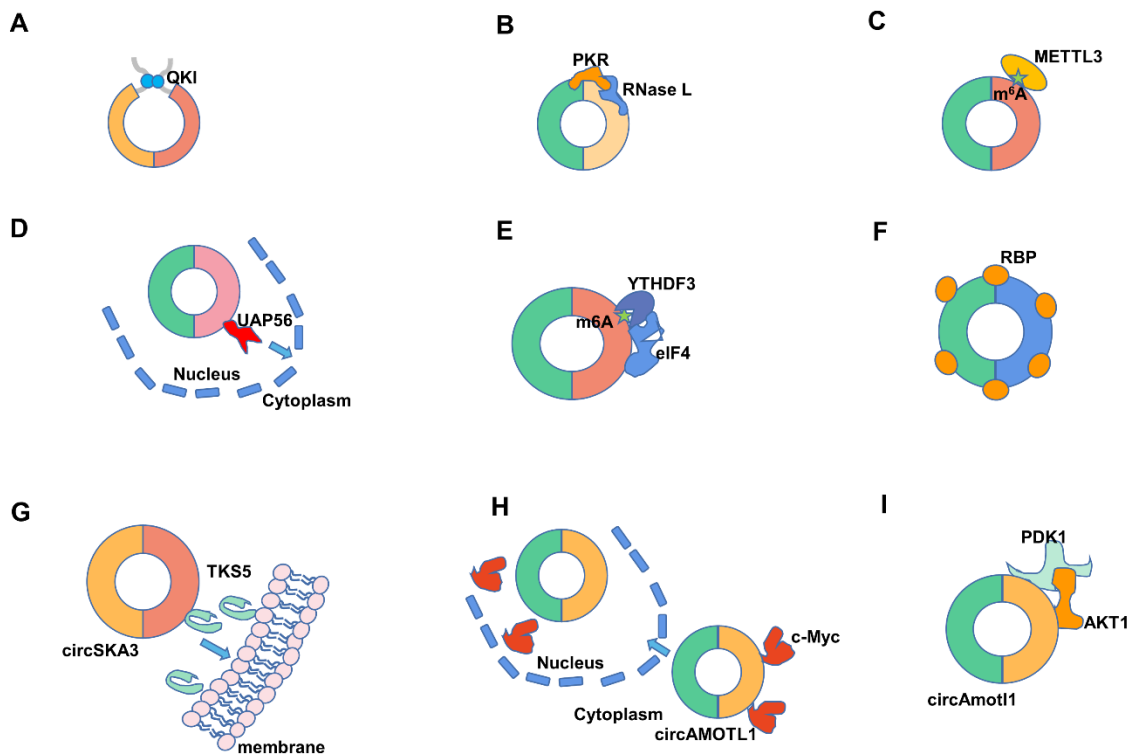 A
QKI
B
PKR
RNase L
C
METTL3
m⁶A
D
UAP56
Nucleus
Cytoplasm
E
YTHDF3
m6A
eIF4
F
RBP
G
TKS5
circSKA3
membrane
H
c-Myc
Nucleus
Cytoplasm
circAMOTL1
I
PDK1
AKT1
circAmotl1